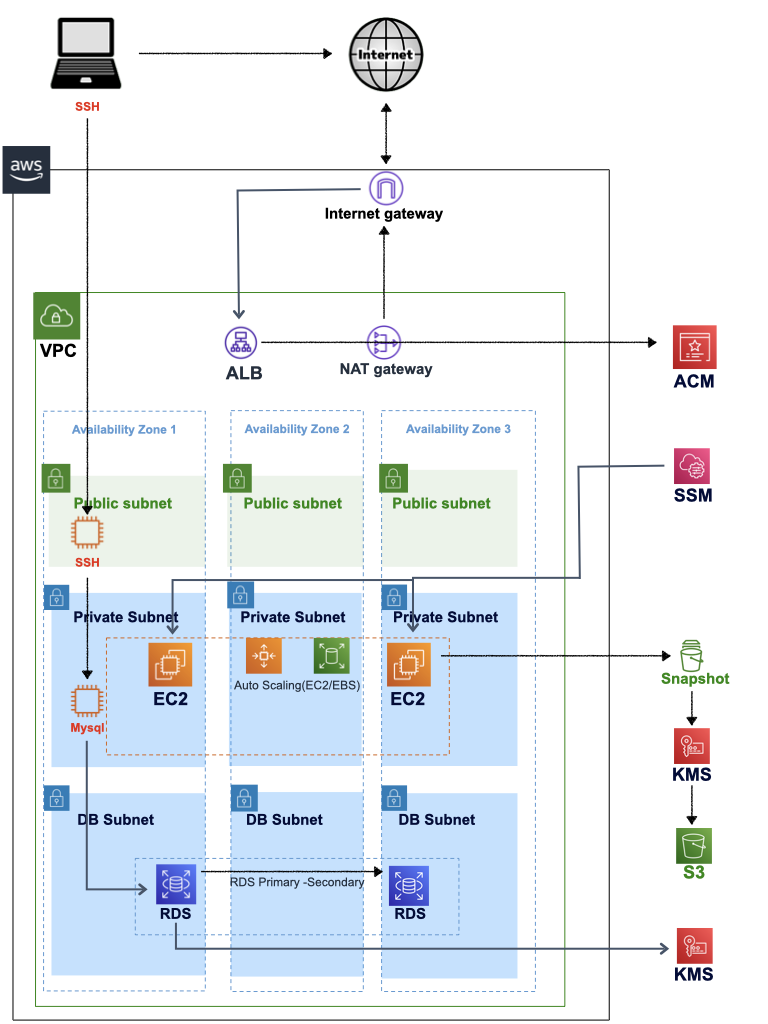 Internet
SSH
aws
Internet gateway
VPC
ALB
NAT gateway
ACM
Availability Zone 1
Availability Zone 2
Availability Zone 3
SSM
Public subnet
Public subnet
Public subnet
SSH
Private Subnet
Private Subnet
Private Subnet
EC2
Auto Scaling(EC2/EBS)
EC2
Snapshot
Mysql
KMS
DB Subnet
DB Subnet
DB Subnet
S3
RDS Primary -Secondary
RDS
RDS
KMS